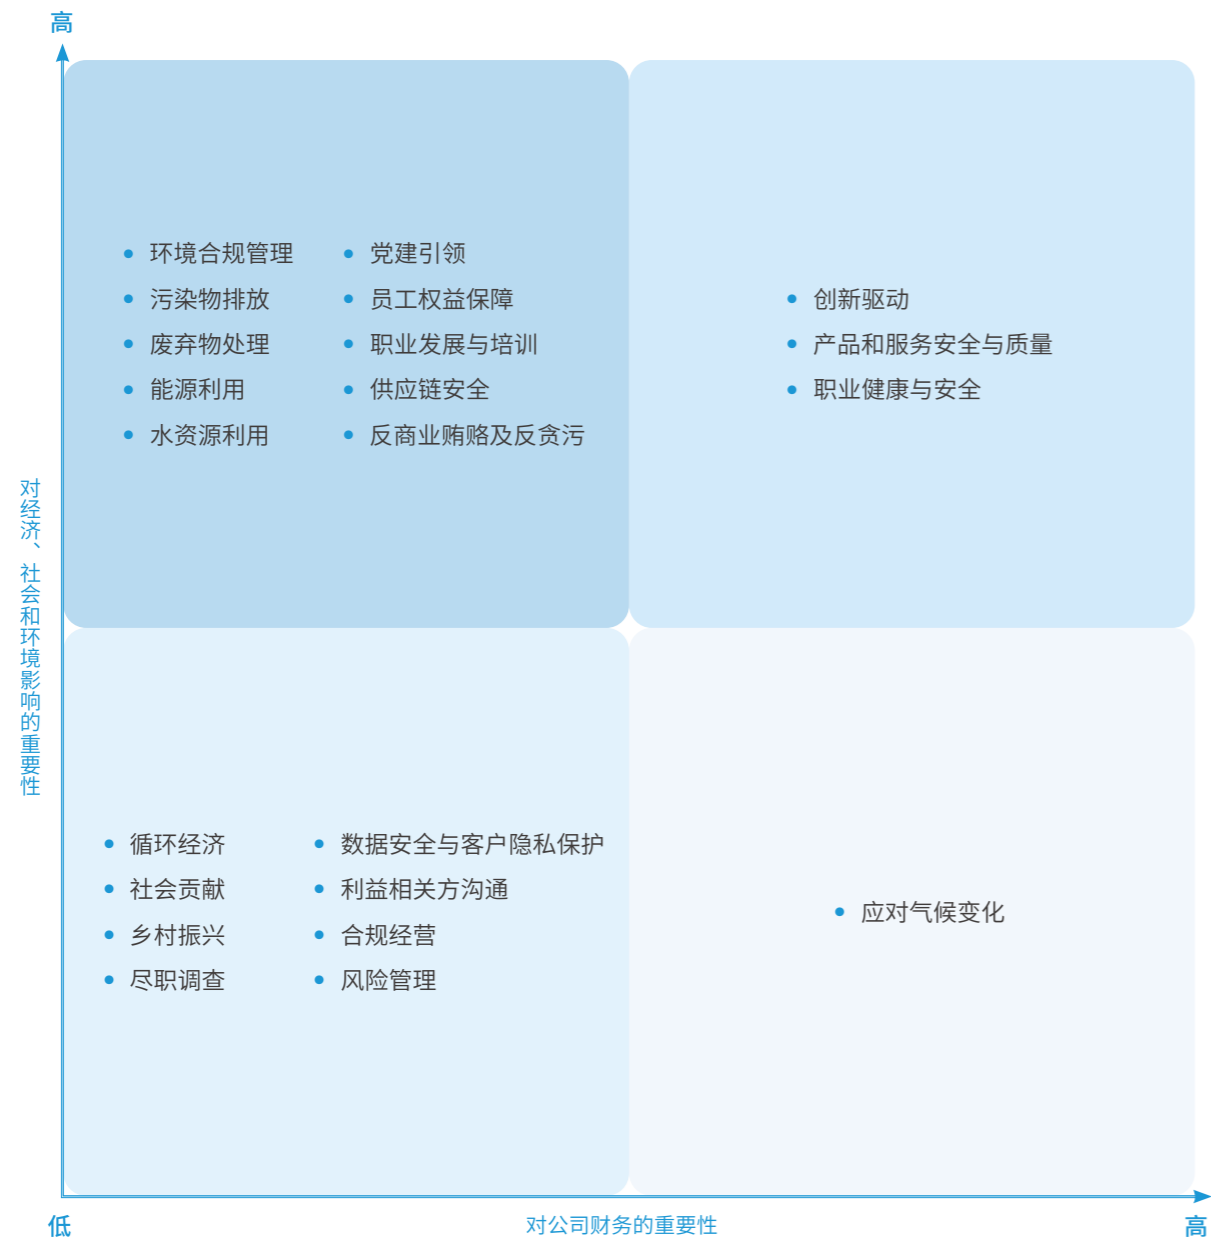 高
环境合规管理
污染物排放
废弃物处理
能源利用
水资源利用
党建引领
员工权益保障
职业发展与培训
供应链安全
反商业贿赂及反贪污
创新驱动
产品和服务安全与质量
职业健康与安全
对经济、社会和环境影响的重要性
循环经济
社会贡献
乡村振兴
尽职调查
数据安全与客户隐私保护
利益相关方沟通
合规经营
风险管理
应对气候变化
低
对公司财务的重要性
高